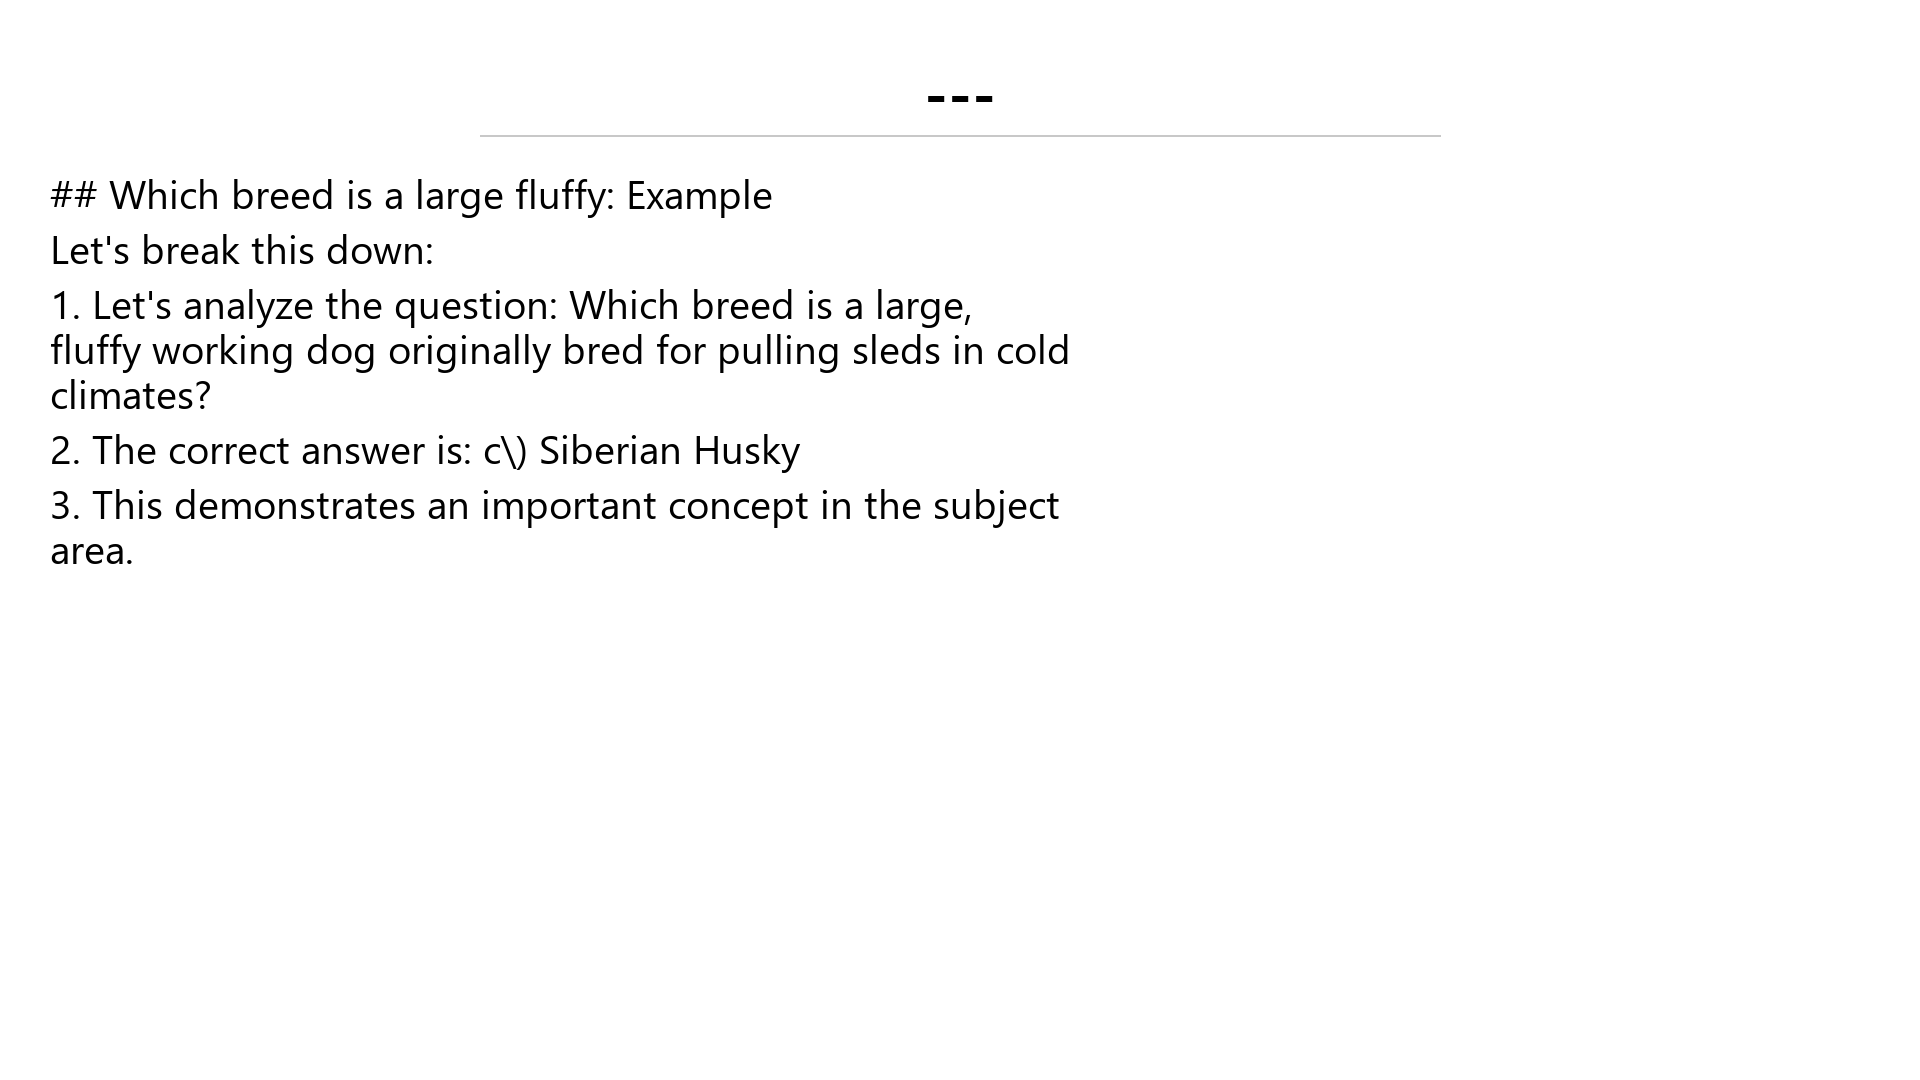 ---
## Which breed is a large fluffy: Example
Let's break this down:
1. Let's analyze the question: Which breed is a large,
fluffy working dog originally bred for pulling sleds in cold
climates?
2. The correct answer is: c\) Siberian Husky
3. This demonstrates an important concept in the subject
area.